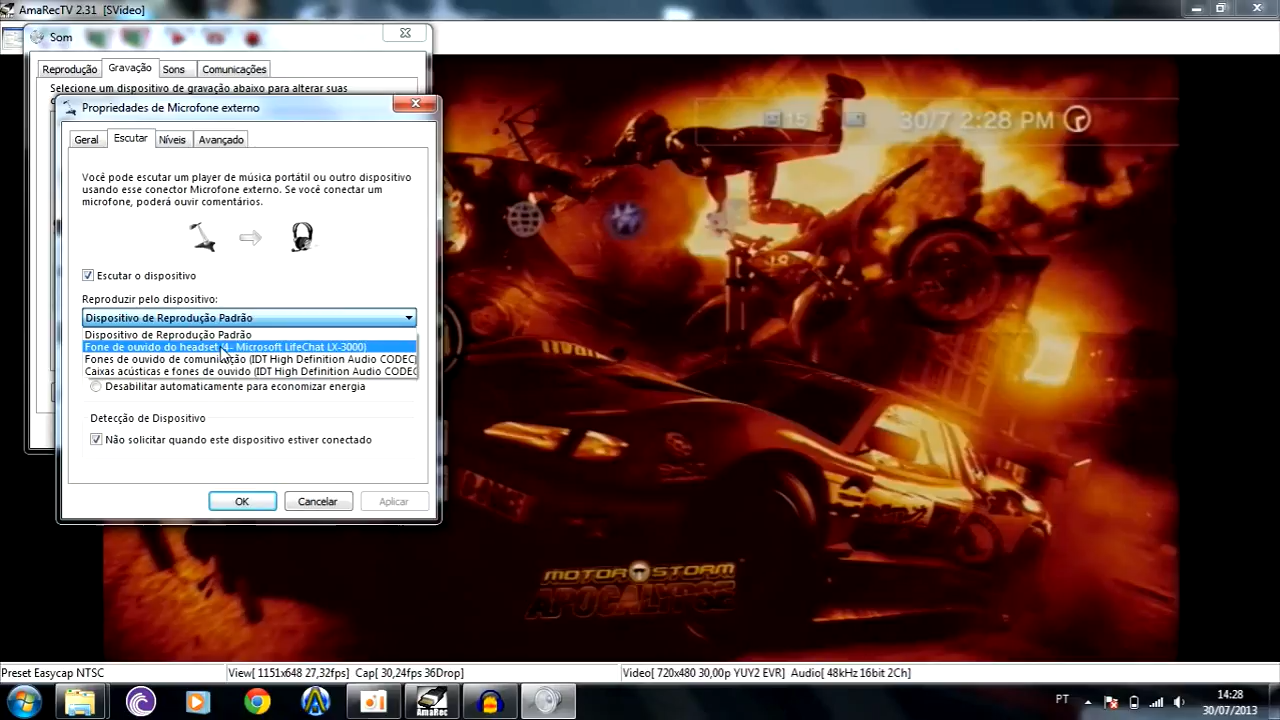 AmaRecTV 2.31 [SVideo]
Som
Reprodução
Gravação
Sons
Comunicações
Selecione um dispositivo de gravação abaixo para alterar suas
Propriedades de Microfone externo
Geral
Escutar
Níveis
Avançado
Você pode escutar um player de música portátil ou outro dispositivo
usando esse conector Microfone externo. Se você conectar um
microfone, poderá ouvir comentários.
Escutar o dispositivo
Reproduzir pelo dispositivo:
Dispositivo de Reprodução Padrão
Dispositivo de Reprodução Padrão
Fone de ouvido do headset (4- Microsoft LifeChat LX-3000)
Fones de ouvido de comunicação (IDT High Definition Audio CODEC)
Caixas acústicas e fones de ouvido (IDT High Definition Audio CODEC
Desabilitar automaticamente para economizar energia
Detecção de Dispositivo
Não solicitar quando este dispositivo estiver conectado
OK
Cancelar
Aplicar
15
30/7 2:28 PM
MOTORSTORM
APOCALYPSE
Preset Easycap NTSC
View[ 1151x648 27,32fps]
Cap[ 30,24fps 36Drop]
Video[ 720x480 30,00p YUY2 EVR]
Audio[ 48kHz 16bit 2Ch]
AmaRec
PT
14:28
30/07/2013